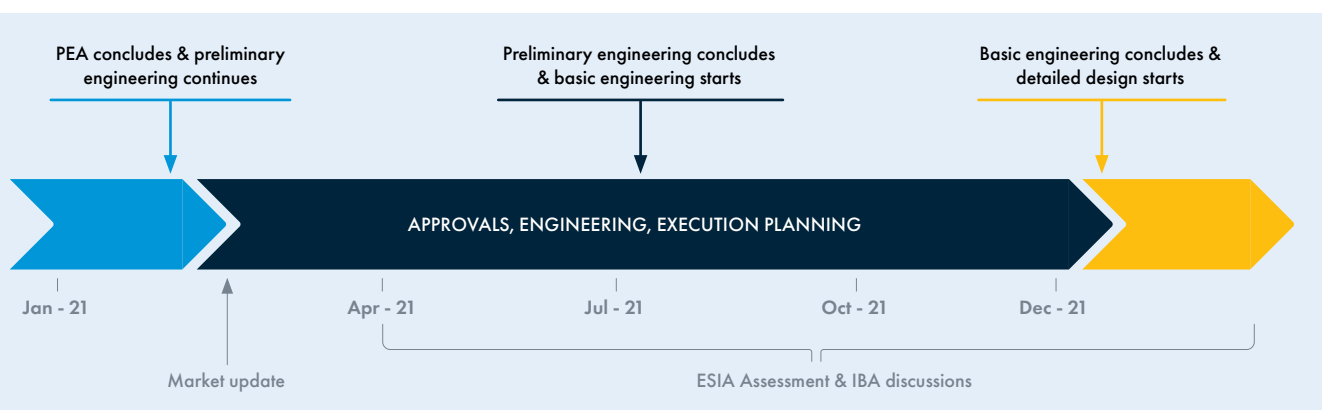 PEA concludes & preliminary
engineering continues
Preliminary engineering concludes
& basic engineering starts
Basic engineering concludes &
detailed design starts
APPROVALS, ENGINEERING, EXECUTION PLANNING
Jan - 21
Apr - 21
Jul - 21
Oct - 21
Dec - 21
Market update
ESIA Assessment & IBA discussions